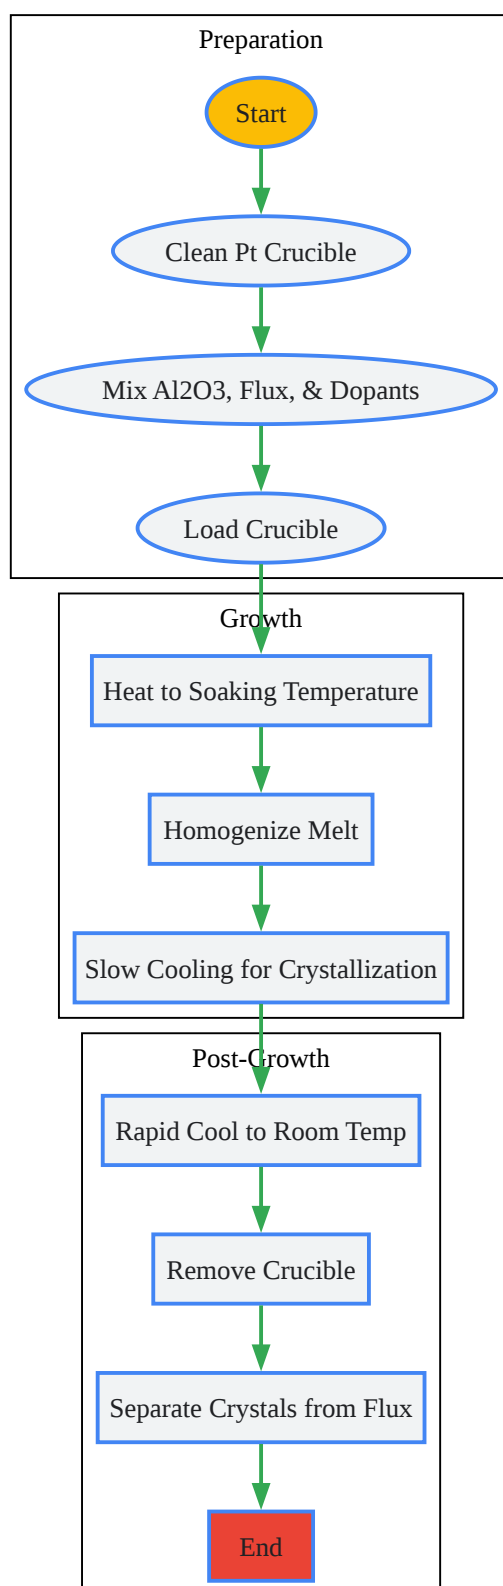 Preparation
Start
Clean Pt Crucible
Mix Al2O3, Flux, & Dopants
Load Crucible
Growth
Heat to Soaking Temperature
Homogenize Melt
Slow Cooling for Crystallization
Post-Growth
Rapid Cool to Room Temp
Remove Crucible
Separate Crystals from Flux
End